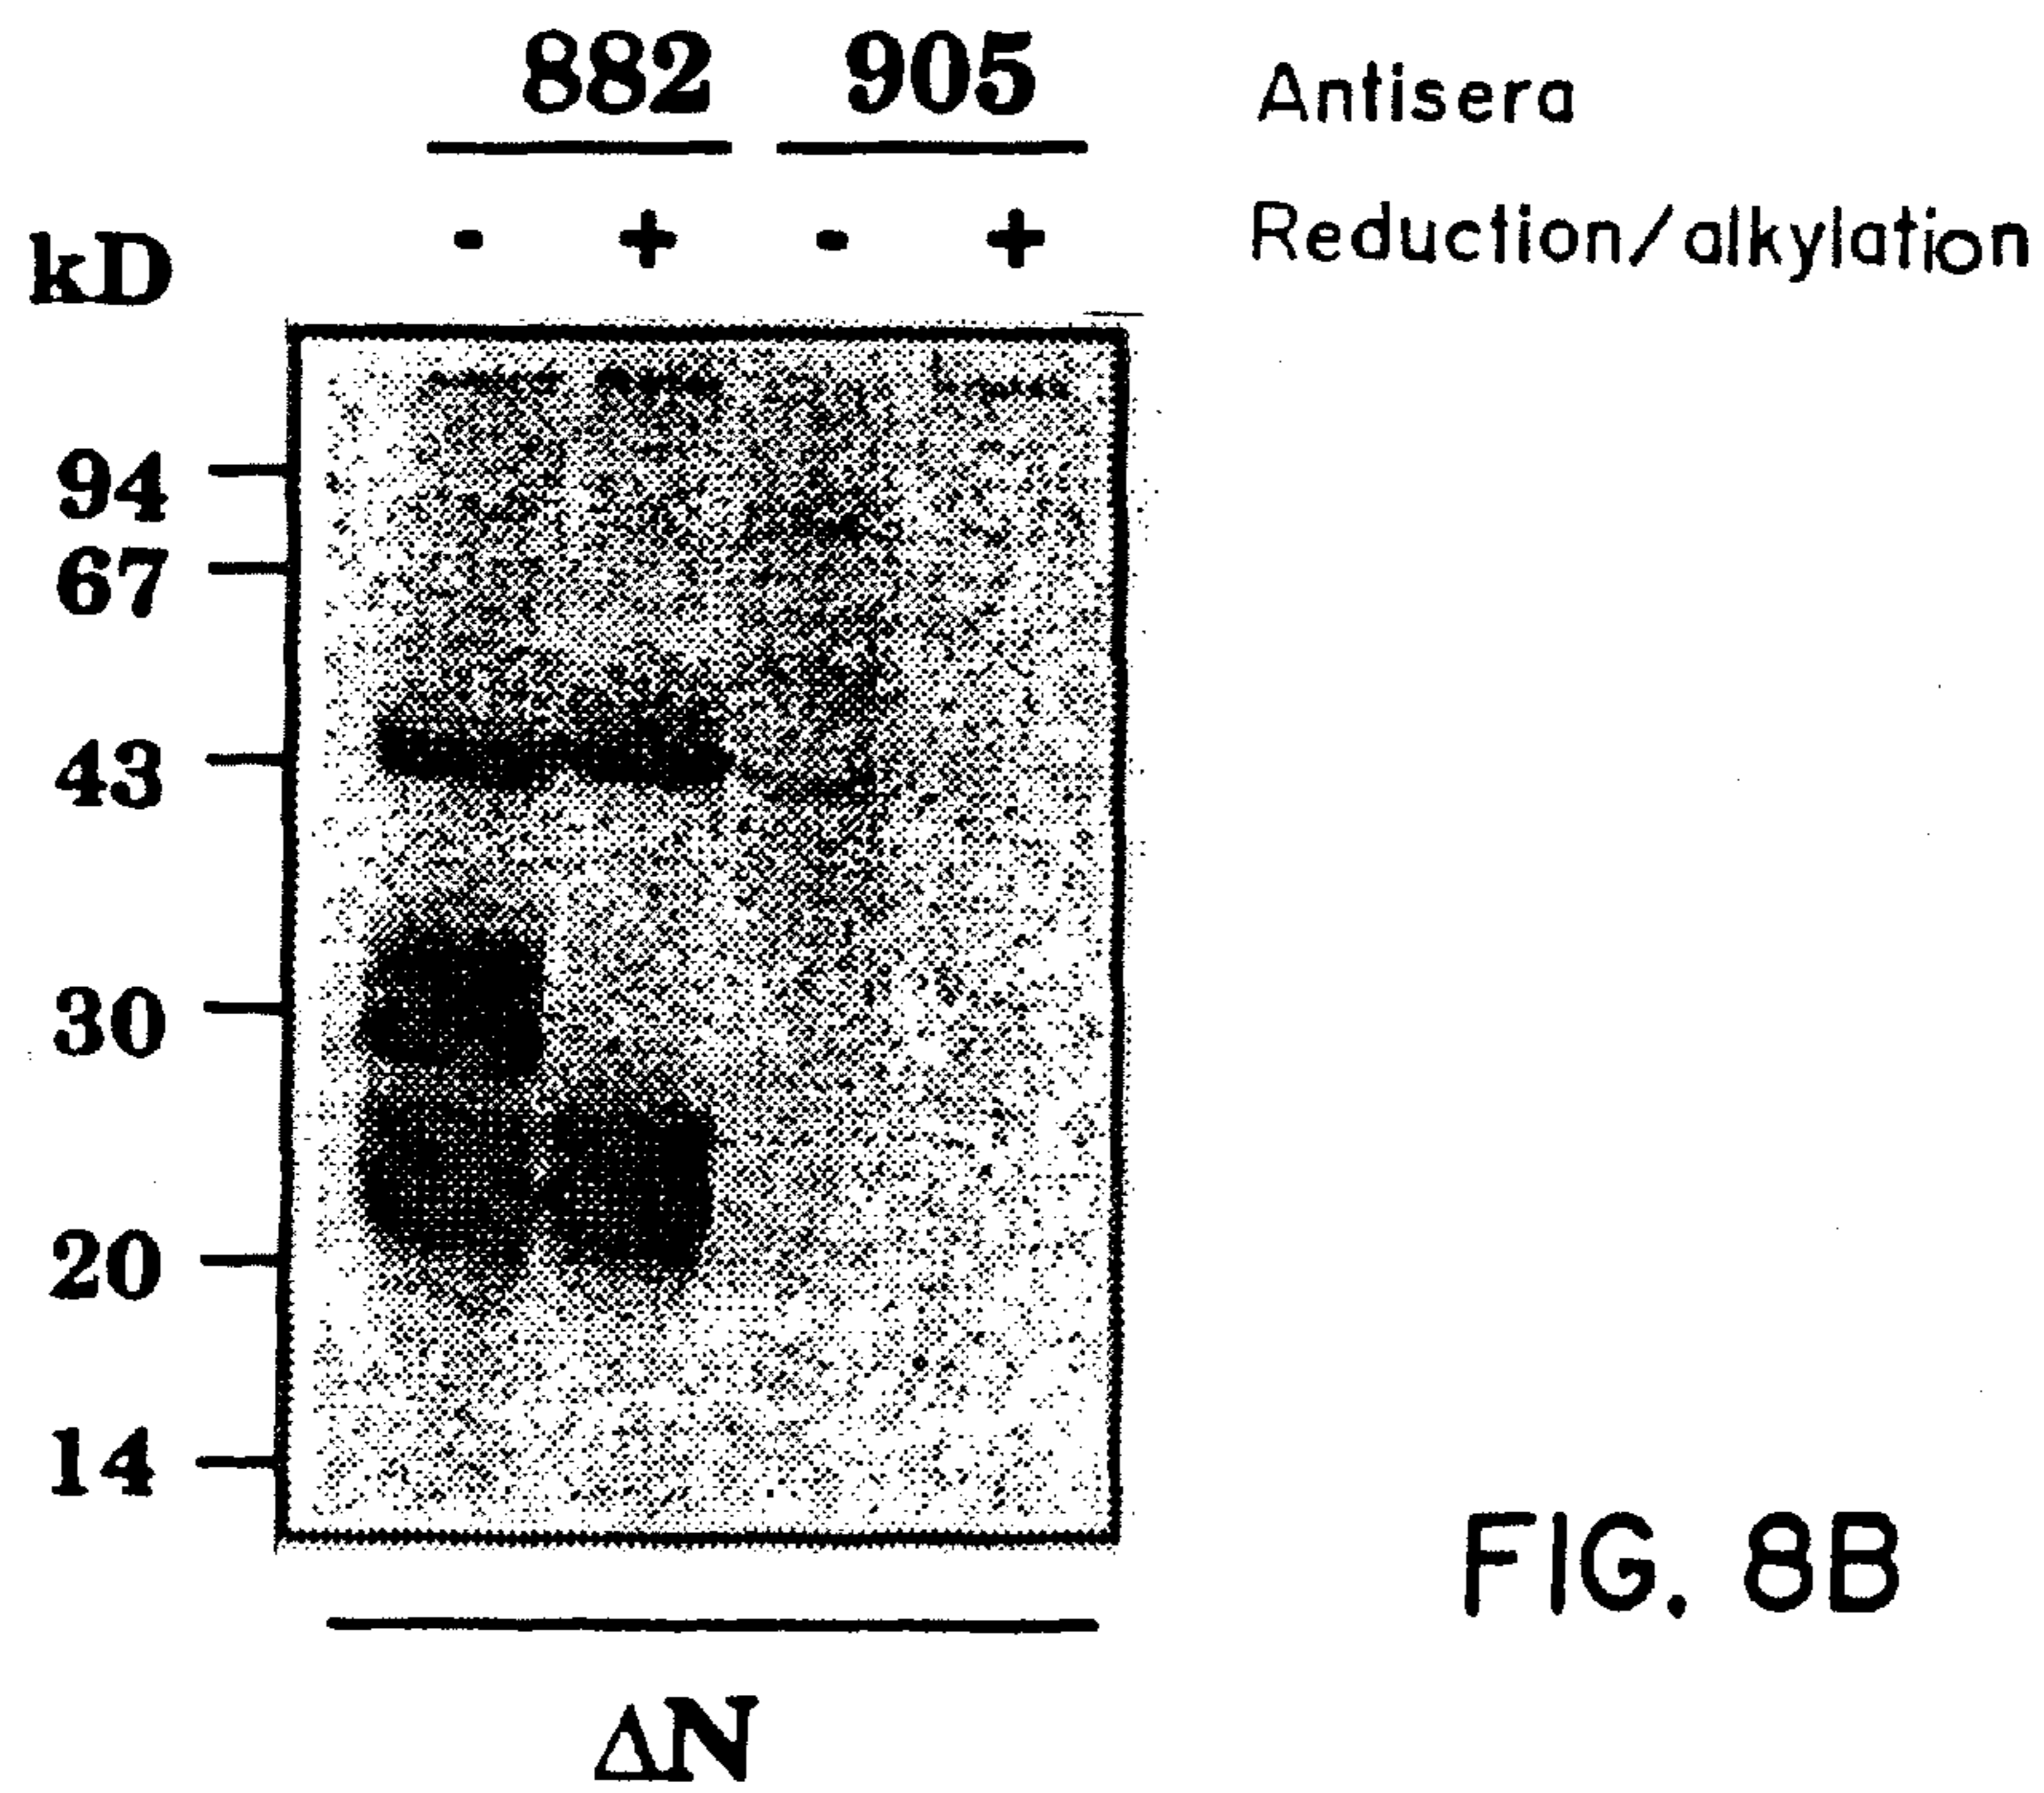 882 905 Antisera
- + - + Reduction/alkylation
kD
94
67
43
30
20
14
FIG. 8B
ΔN